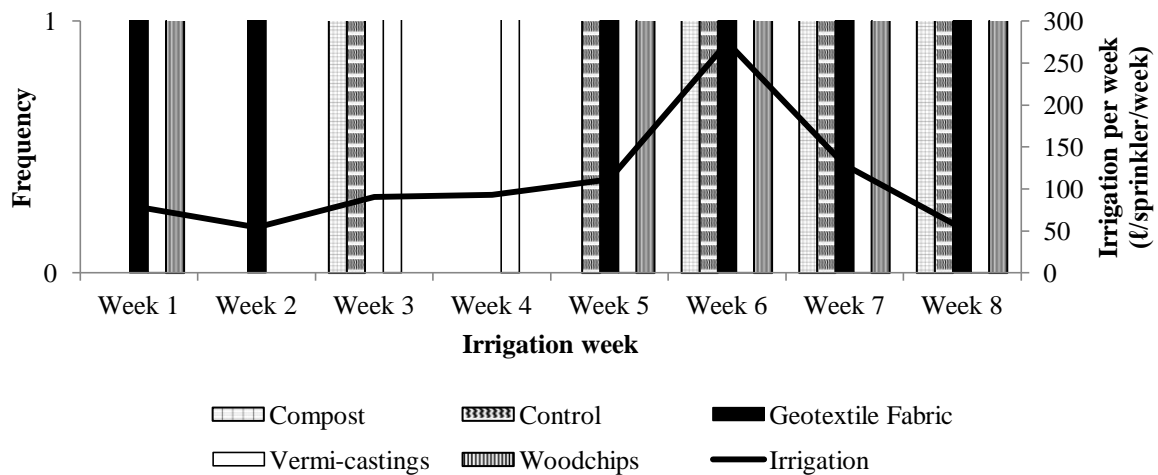 1
0
Frequency
300
250
200
150
100
50
0
Irrigation per week
(ℓ/sprinkler/week)
Week 1 Week 2 Week 3 Week 4 Week 5 Week 6 Week 7 Week 8
Irrigation week
Compost Control Geotextile Fabric
Vermi-castings Woodchips Irrigation